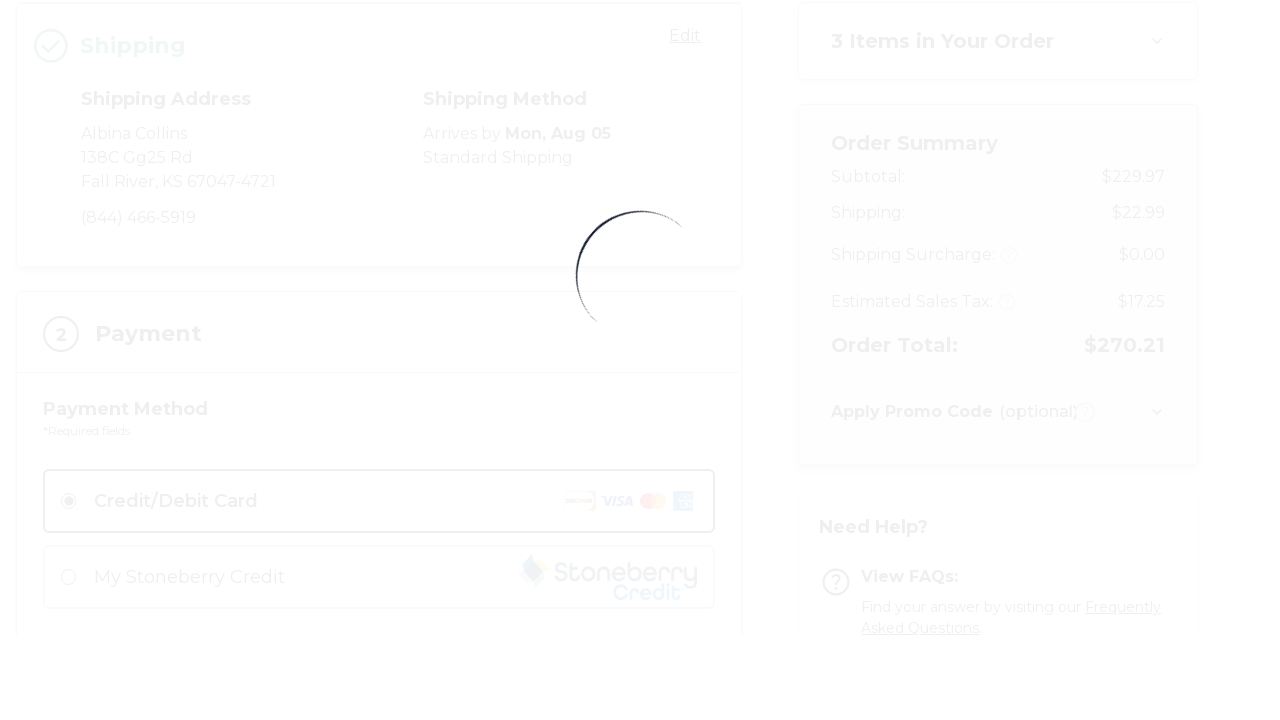 Shipping
Edit
Shipping Address
Albina Collins
138C Gg25 Rd
Fall River, KS 67047-4721
(844) 466-5919
Shipping Method
Arrives by Mon, Aug 05
Standard Shipping
2 Payment
Payment Method
*Required fields
Credit/Debit Card
VISA
My Stoneberry Credit
Stoneberry
Credit
3 Items in Your Order
Order Summary
Subtotal: $229.97
Shipping: $22.99
Shipping Surcharge: ? $0.00
Estimated Sales Tax: ? $17.25
Order Total: $270.21
Apply Promo Code (optional)
Need Help?
? View FAQs:
Find your answer by visiting our Frequently
Asked Questions